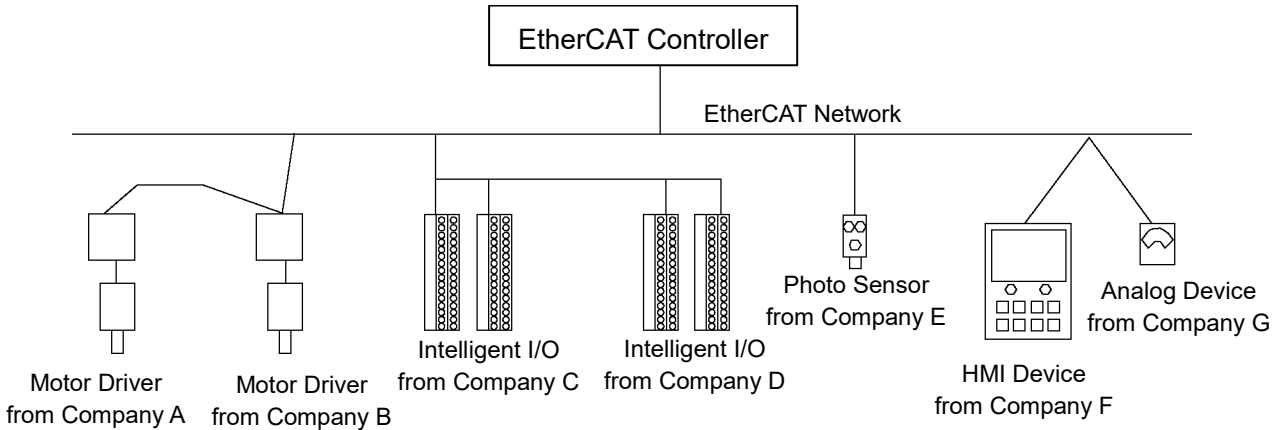 EtherCAT Controller
EtherCAT Network
Motor Driver
from Company A
Motor Driver
from Company B
Intelligent I/O
from Company C
Intelligent I/O
from Company D
Photo Sensor
from Company E
HMI Device
from Company F
Analog Device
from Company G